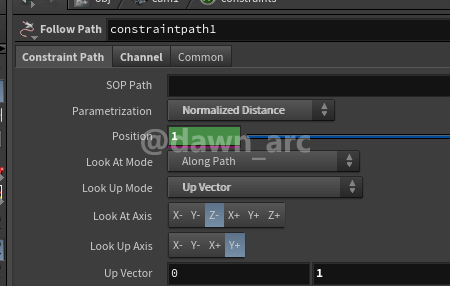 obj cam1 constraints
Follow Path constraintpath1
Constraint Path Channel Common
SOP Path
Parametrization Normalized Distance
Position 1
@dawn_arc
Look At Mode Along Path
Look Up Mode Up Vector
Look At Axis X- Y- Z- X+ Y+ Z+
Look Up Axis X- Y- X+ Y+
Up Vector 0 1